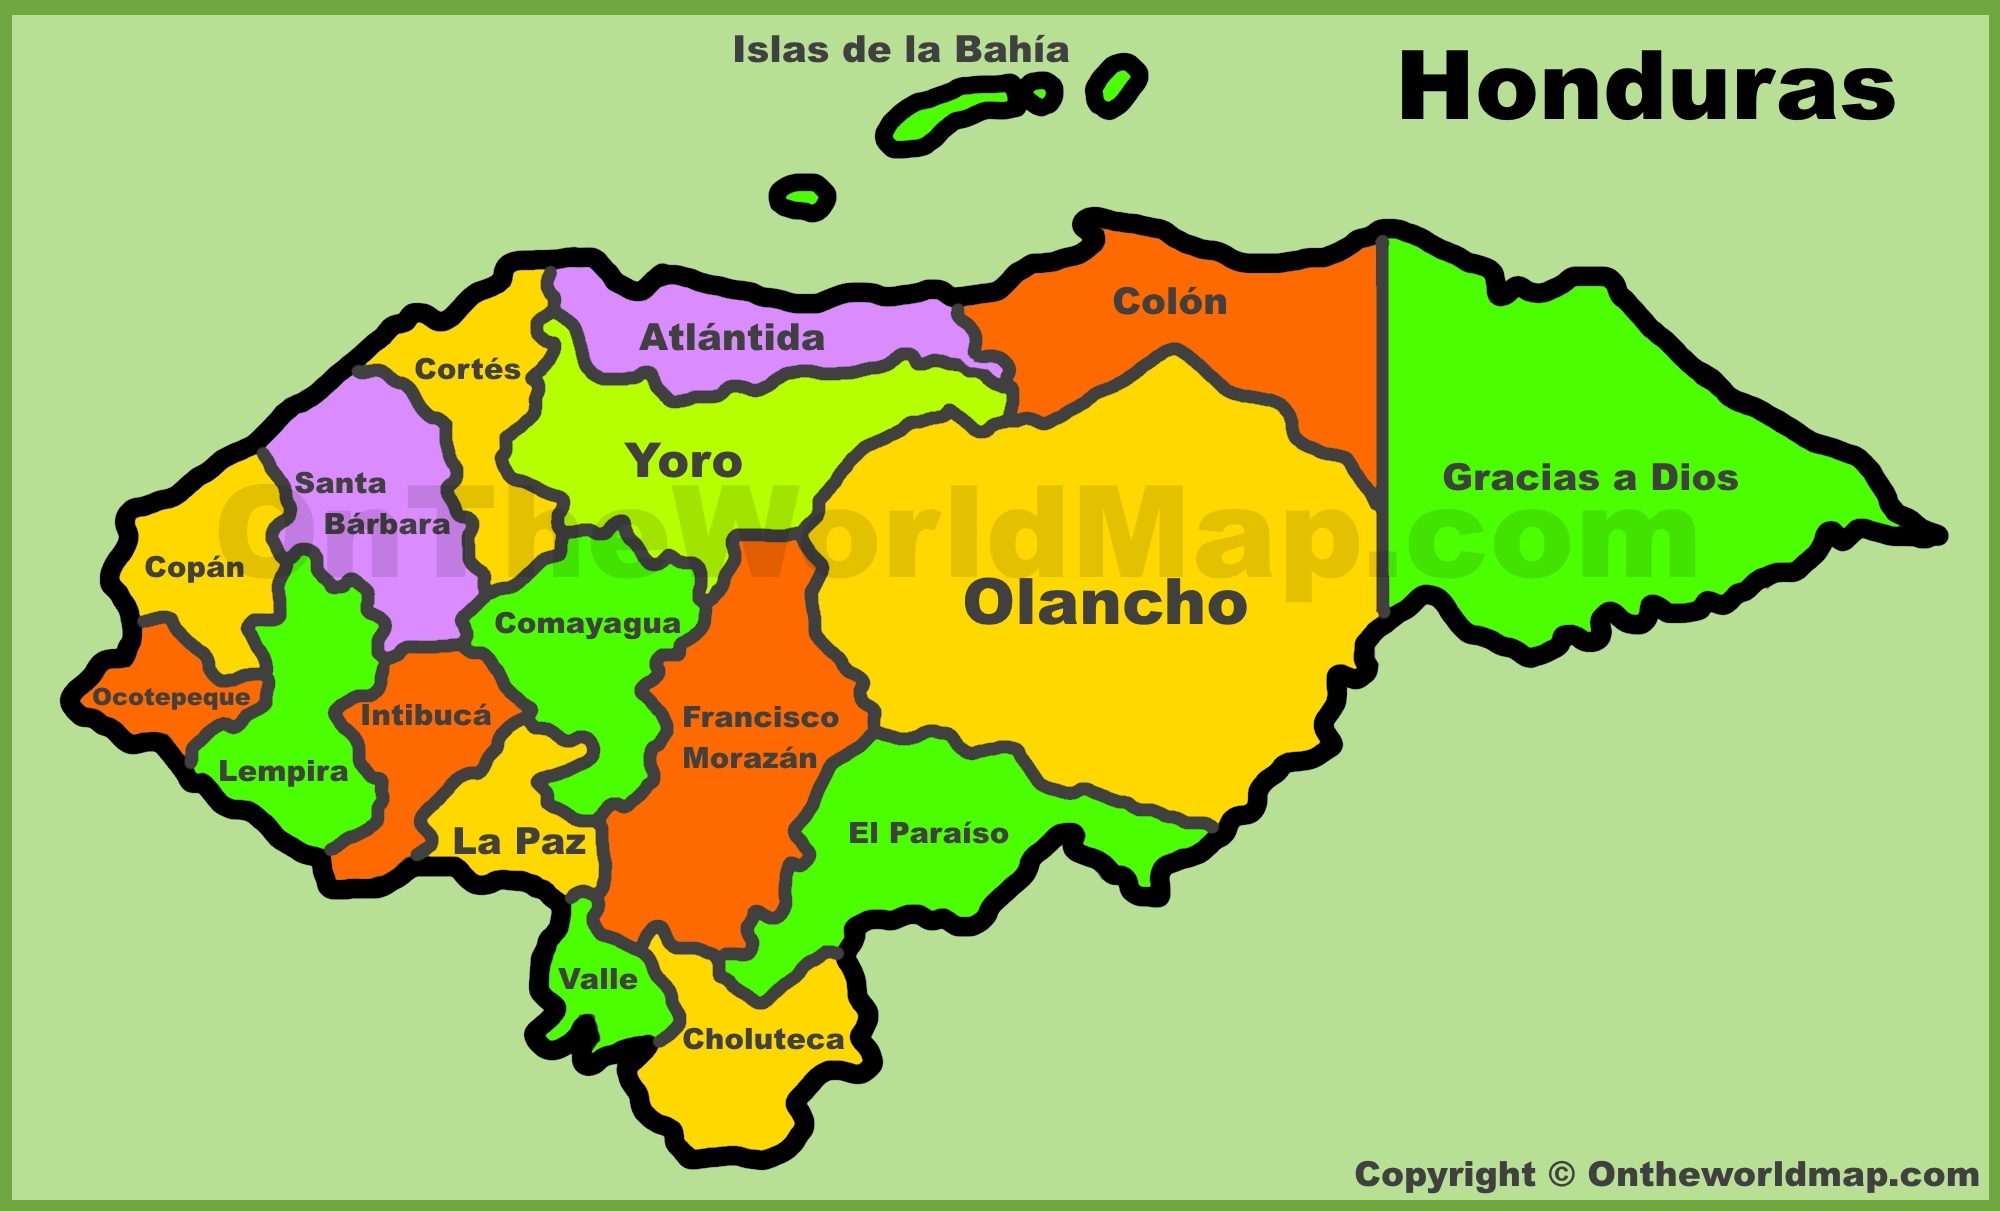 Islas de la Bahía
Honduras
Colón
Atlántida
Cortés
Yoro
Gracias a Dios
Santa
Bárbara
OnTheWorldMap.com
Copán
Olancho
Comayagua
Ocotepeque
Intibucá
Francisco
Morazán
Lempira
La Paz
El Paraíso
Valle
Choluteca
Copyright © Ontheworldmap.com